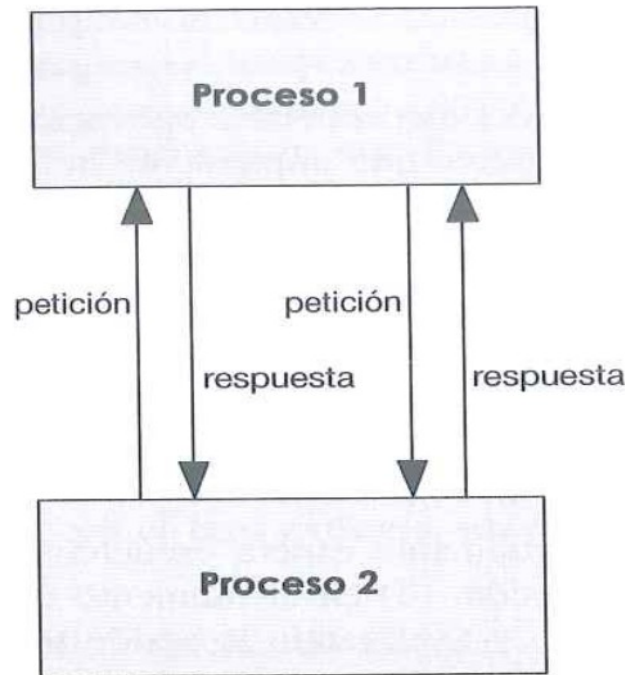 Proceso 1
petición
petición
respuesta
respuesta
Proceso 2